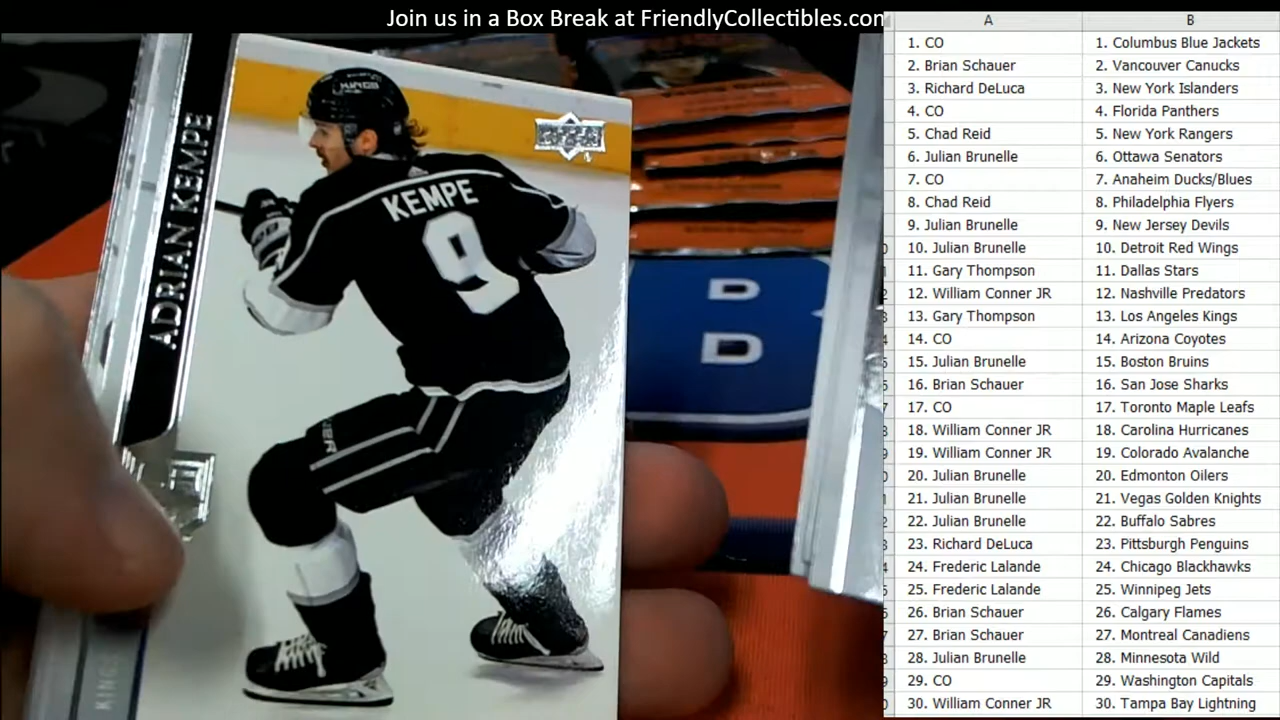 Join us in a Box Break at FriendlyCollectibles.com
ADRIAN KEMPE
KINGS
KINGS
UPPER DECK
KEMPE
9
A B
1. CO 1. Columbus Blue Jackets
2. Brian Schauer 2. Vancouver Canucks
3. Richard DeLuca 3. New York Islanders
4. CO 4. Florida Panthers
5. Chad Reid 5. New York Rangers
6. Julian Brunelle 6. Ottawa Senators
7. CO 7. Anaheim Ducks/Blues
8. Chad Reid 8. Philadelphia Flyers
9. Julian Brunelle 9. New Jersey Devils
10. Julian Brunelle 10. Detroit Red Wings
11. Gary Thompson 11. Dallas Stars
12. William Conner JR 12. Nashville Predators
13. Gary Thompson 13. Los Angeles Kings
14. CO 14. Arizona Coyotes
15. Julian Brunelle 15. Boston Bruins
16. Brian Schauer 16. San Jose Sharks
17. CO 17. Toronto Maple Leafs
18. William Conner JR 18. Carolina Hurricanes
19. William Conner JR 19. Colorado Avalanche
20. Julian Brunelle 20. Edmonton Oilers
21. Julian Brunelle 21. Vegas Golden Knights
22. Julian Brunelle 22. Buffalo Sabres
23. Richard DeLuca 23. Pittsburgh Penguins
24. Frederic Lalande 24. Chicago Blackhawks
25. Frederic Lalande 25. Winnipeg Jets
26. Brian Schauer 26. Calgary Flames
27. Brian Schauer 27. Montreal Canadiens
28. Julian Brunelle 28. Minnesota Wild
29. CO 29. Washington Capitals
30. William Conner JR 30. Tampa Bay Lightning